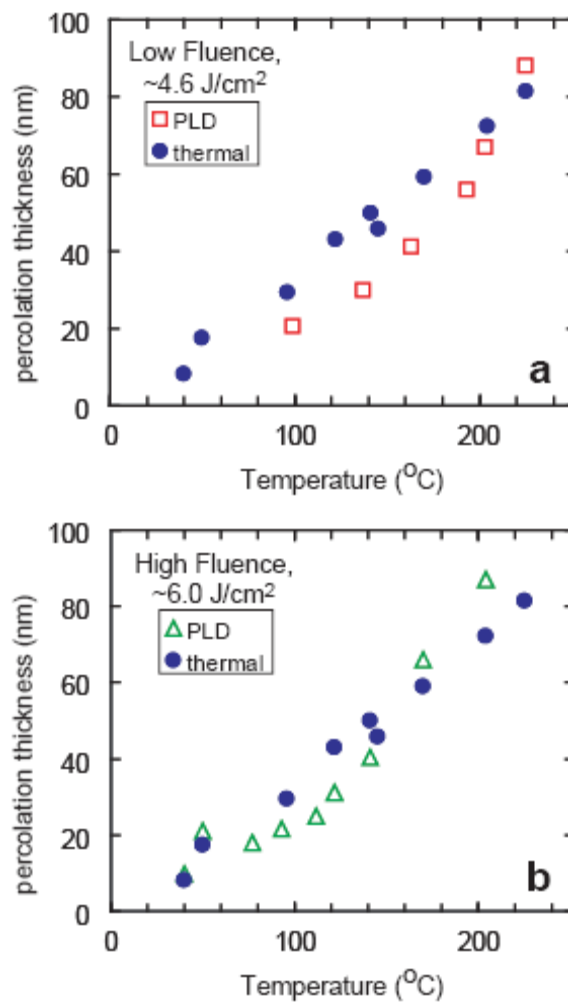 100
80
60
40
20
0
percolation thickness (nm)
Low Fluence,
~4.6 J/cm²
PLD
thermal
a
0 100 200
Temperature (°C)
100
80
60
40
20
0
percolation thickness (nm)
High Fluence,
~6.0 J/cm²
PLD
thermal
b
0 100 200
Temperature (°C)